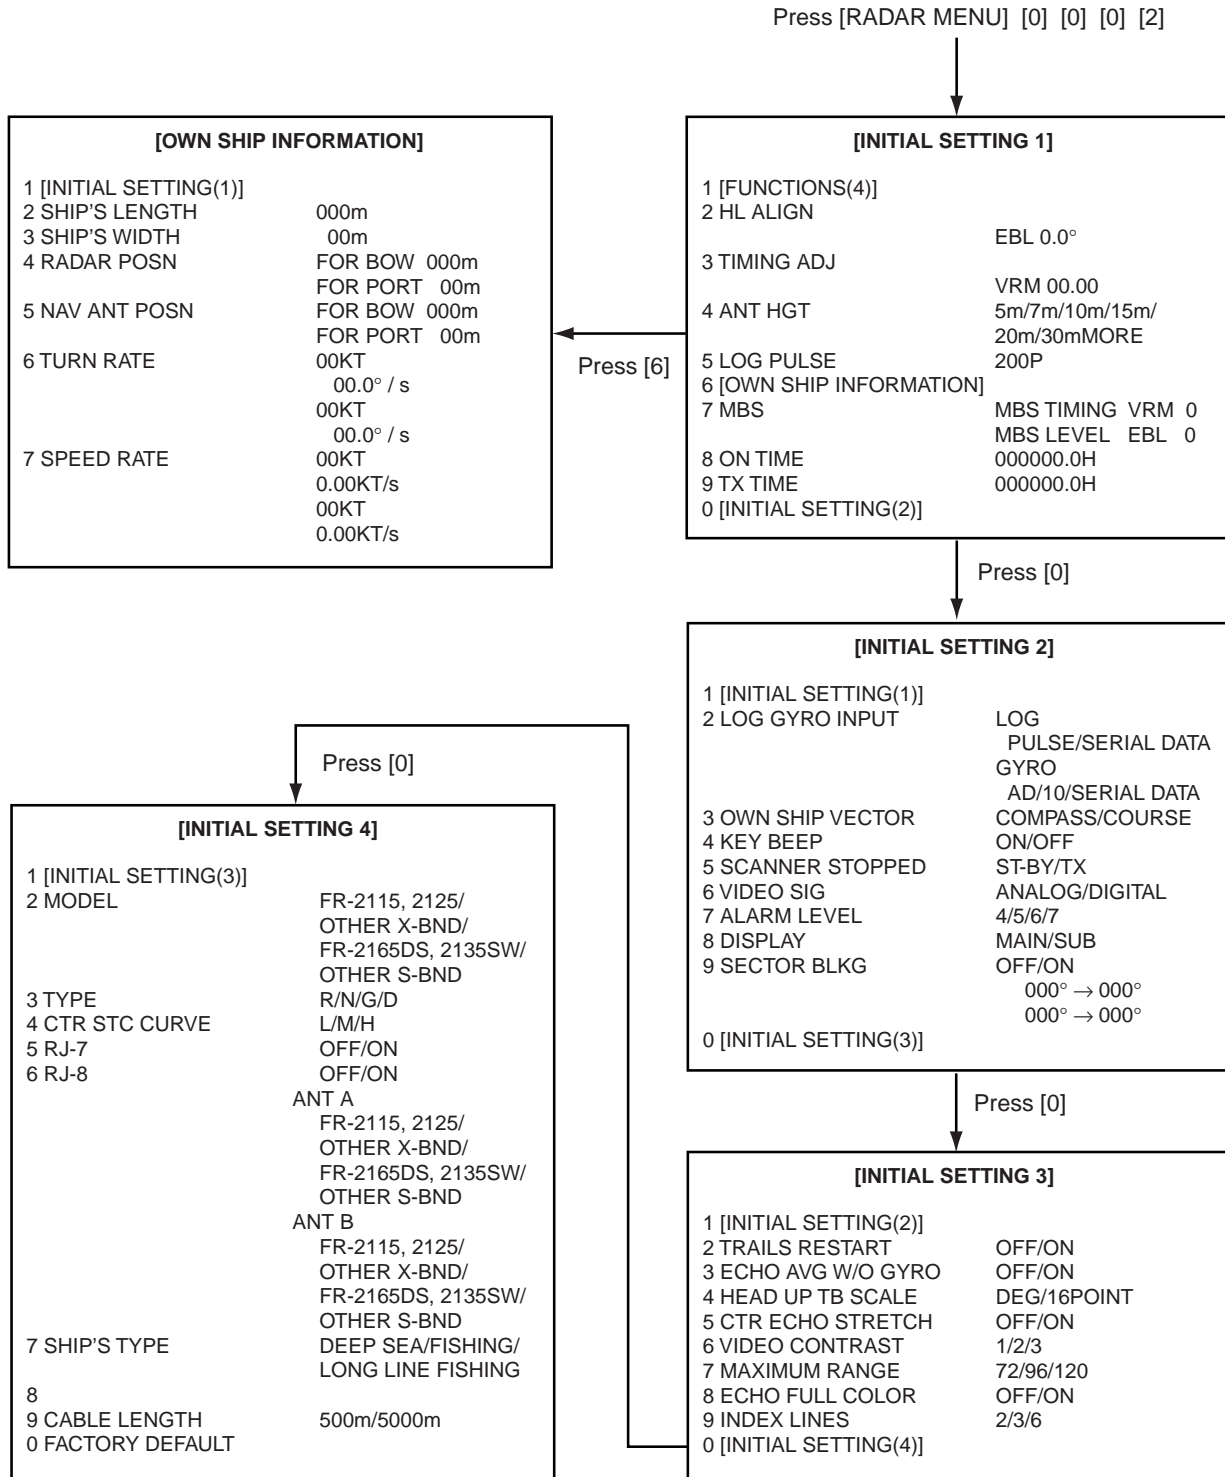 Press [RADAR MENU] [0] [0] [0] [2]
[OWN SHIP INFORMATION]
1 [INITIAL SETTING(1)]
2 SHIP'S LENGTH 000m
3 SHIP'S WIDTH 00m
4 RADAR POSN FOR BOW 000m
FOR PORT 00m
5 NAV ANT POSN FOR BOW 000m
FOR PORT 00m
6 TURN RATE 00KT
00.0° / s
00KT
00.0° / s
7 SPEED RATE 00KT
0.00KT/s
00KT
0.00KT/s
Press [6]
[INITIAL SETTING 1]
1 [FUNCTIONS(4)]
2 HL ALIGN
EBL 0.0°
3 TIMING ADJ
VRM 00.00
4 ANT HGT 5m/7m/10m/15m/
20m/30mMORE
5 LOG PULSE 200P
6 [OWN SHIP INFORMATION]
7 MBS MBS TIMING VRM 0
MBS LEVEL EBL 0
8 ON TIME 000000.0H
9 TX TIME 000000.0H
0 [INITIAL SETTING(2)]
Press [0]
[INITIAL SETTING 2]
1 [INITIAL SETTING(1)]
2 LOG GYRO INPUT LOG
PULSE/SERIAL DATA
GYRO
AD/10/SERIAL DATA
3 OWN SHIP VECTOR COMPASS/COURSE
4 KEY BEEP ON/OFF
5 SCANNER STOPPED ST-BY/TX
6 VIDEO SIG ANALOG/DIGITAL
7 ALARM LEVEL 4/5/6/7
8 DISPLAY MAIN/SUB
9 SECTOR BLKG OFF/ON
000° → 000°
000° → 000°
0 [INITIAL SETTING(3)]
Press [0]
[INITIAL SETTING 3]
1 [INITIAL SETTING(2)]
2 TRAILS RESTART OFF/ON
3 ECHO AVG W/O GYRO OFF/ON
4 HEAD UP TB SCALE DEG/16POINT
5 CTR ECHO STRETCH OFF/ON
6 VIDEO CONTRAST 1/2/3
7 MAXIMUM RANGE 72/96/120
8 ECHO FULL COLOR OFF/ON
9 INDEX LINES 2/3/6
0 [INITIAL SETTING(4)]
Press [0]
[INITIAL SETTING 4]
1 [INITIAL SETTING(3)]
2 MODEL FR-2115, 2125/
OTHER X-BND/
FR-2165DS, 2135SW/
OTHER S-BND
3 TYPE R/N/G/D
4 CTR STC CURVE L/M/H
5 RJ-7 OFF/ON
6 RJ-8 OFF/ON
ANT A
FR-2115, 2125/
OTHER X-BND/
FR-2165DS, 2135SW/
OTHER S-BND
ANT B
FR-2115, 2125/
OTHER X-BND/
FR-2165DS, 2135SW/
OTHER S-BND
7 SHIP'S TYPE DEEP SEA/FISHING/
LONG LINE FISHING
8
9 CABLE LENGTH 500m/5000m
0 FACTORY DEFAULT